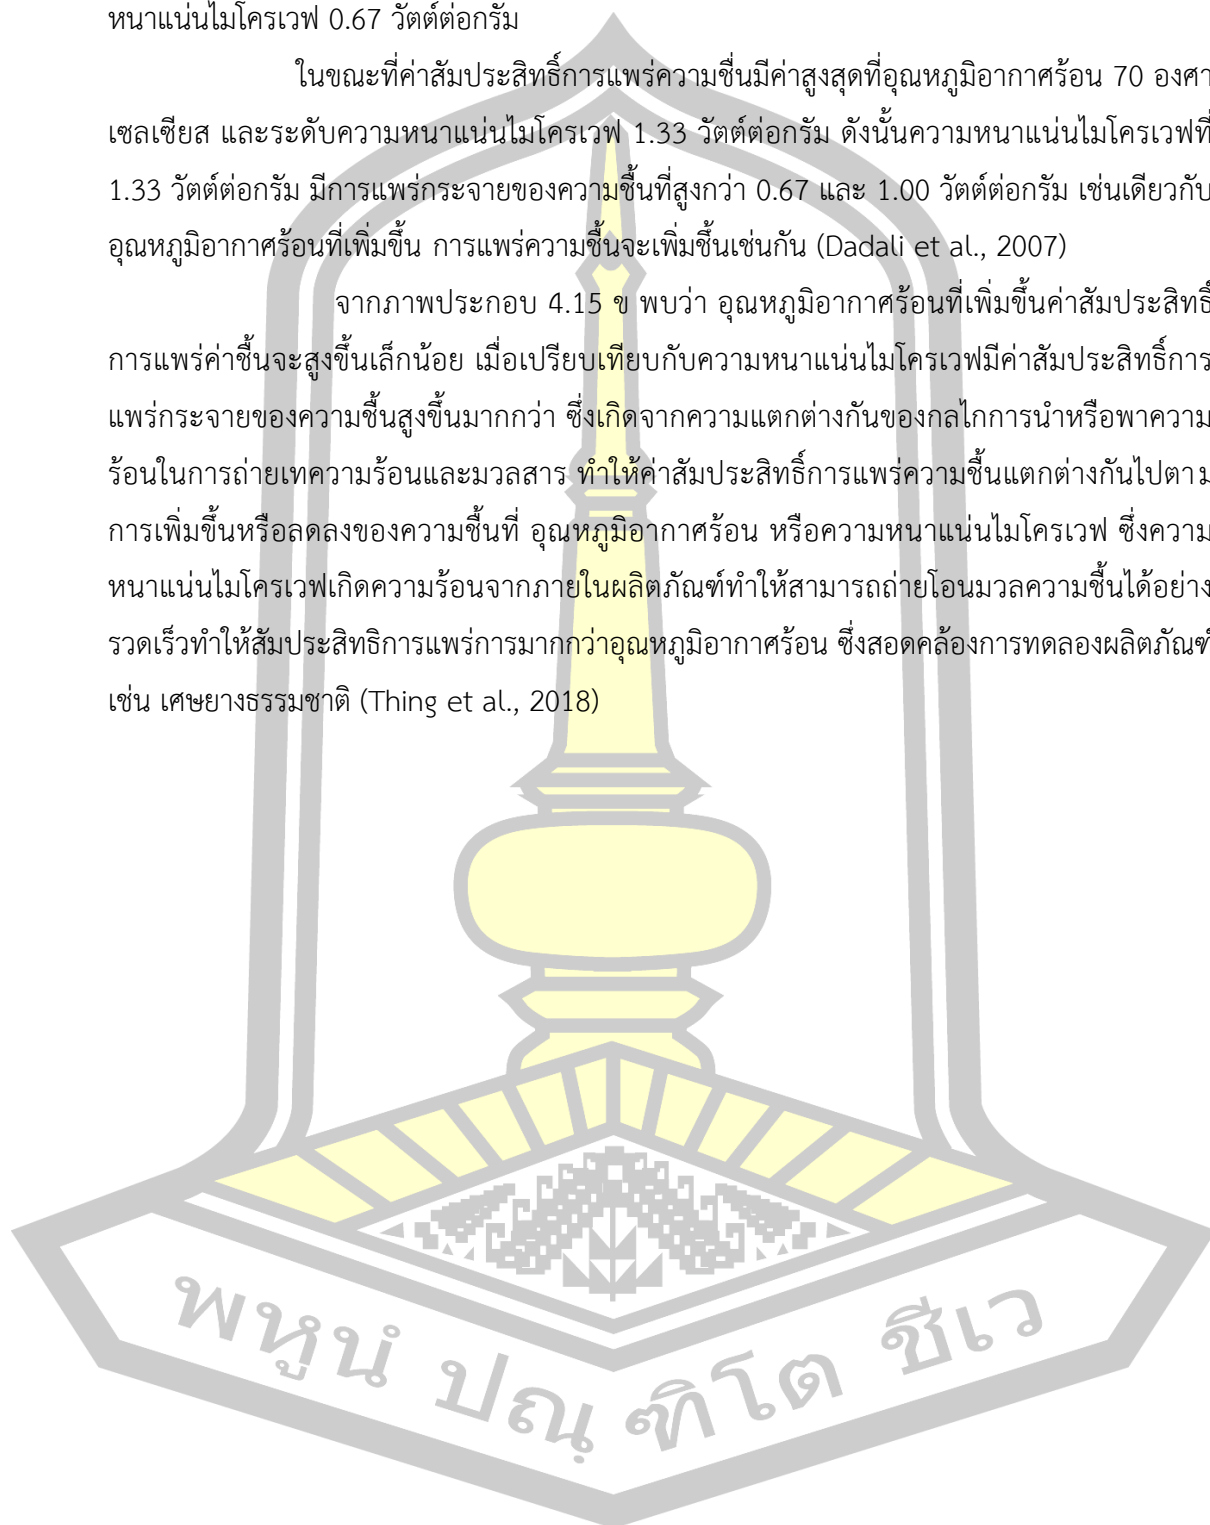 หนาแน่นไมโครเวฟ 0.67 วัตต์ต่อกรัม
ในขณะที่ค่าสัมประสิทธิ์การแพร่ความชื่นมีค่าสูงสุดที่อุณหภูมิอากาศร้อน 70 องศา
เซลเซียส และระดับความหนาแน่นไมโครเวฟ 1.33 วัตต์ต่อกรัม ดังนั้นความหนาแน่นไมโครเวฟที่
1.33 วัตต์ต่อกรัม มีการแพร่กระจายของความชื้นที่สูงกว่า 0.67 และ 1.00 วัตต์ต่อกรัม เช่นเดียวกับ
อุณหภูมิอากาศร้อนที่เพิ่มขึ้น การแพร่ความชื้นจะเพิ่มชึ้นเช่นกัน (Dadali et al., 2007)
จากภาพประกอบ 4.15 ข พบว่า อุณหภูมิอากาศร้อนที่เพิ่มขึ้นค่าสัมประสิทธิ์
การแพร่ค่าชื้นจะสูงขึ้นเล็กน้อย เมื่อเปรียบเทียบกับความหนาแน่นไมโครเวฟมีค่าสัมประสิทธิ์การ
แพร่กระจายของความชื้นสูงขึ้นมากกว่า ซึ่งเกิดจากความแตกต่างกันของกลไกการนำหรือพาความ
ร้อนในการถ่ายเทความร้อนและมวลสาร ทำให้ค่าสัมประสิทธิ์การแพร่ความชื้นแตกต่างกันไปตาม
การเพิ่มขึ้นหรือลดลงของความชื้นที่ อุณหภูมิอากาศร้อน หรือความหนาแน่นไมโครเวฟ ซึ่งความ
หนาแน่นไมโครเวฟเกิดความร้อนจากภายในผลิตภัณฑ์ทำให้สามารถถ่ายโอนมวลความชื้นได้อย่าง
รวดเร็วทำให้สัมประสิทธิการแพร่การมากกว่าอุณหภูมิอากาศร้อน ซึ่งสอดคล้องการทดลองผลิตภัณฑ์
เช่น เศษยางธรรมชาติ (Thing et al., 2018)
พหูนํ ปณฺ ฑิโต ชีเว